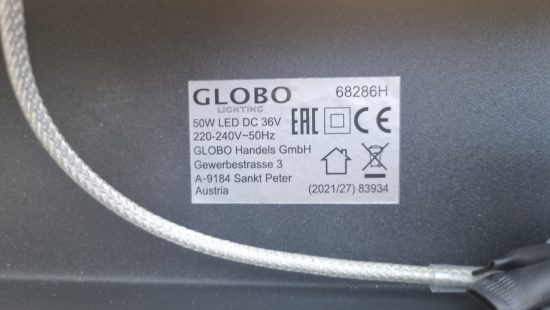 GLOBO 68286H
LIGHTING
50W LED DC 36V
220-240V~50Hz EAC CE
GLOBO Handels GmbH
Gewerbestrasse 3
A-9184 Sankt Peter
Austria (2021/27) 83934